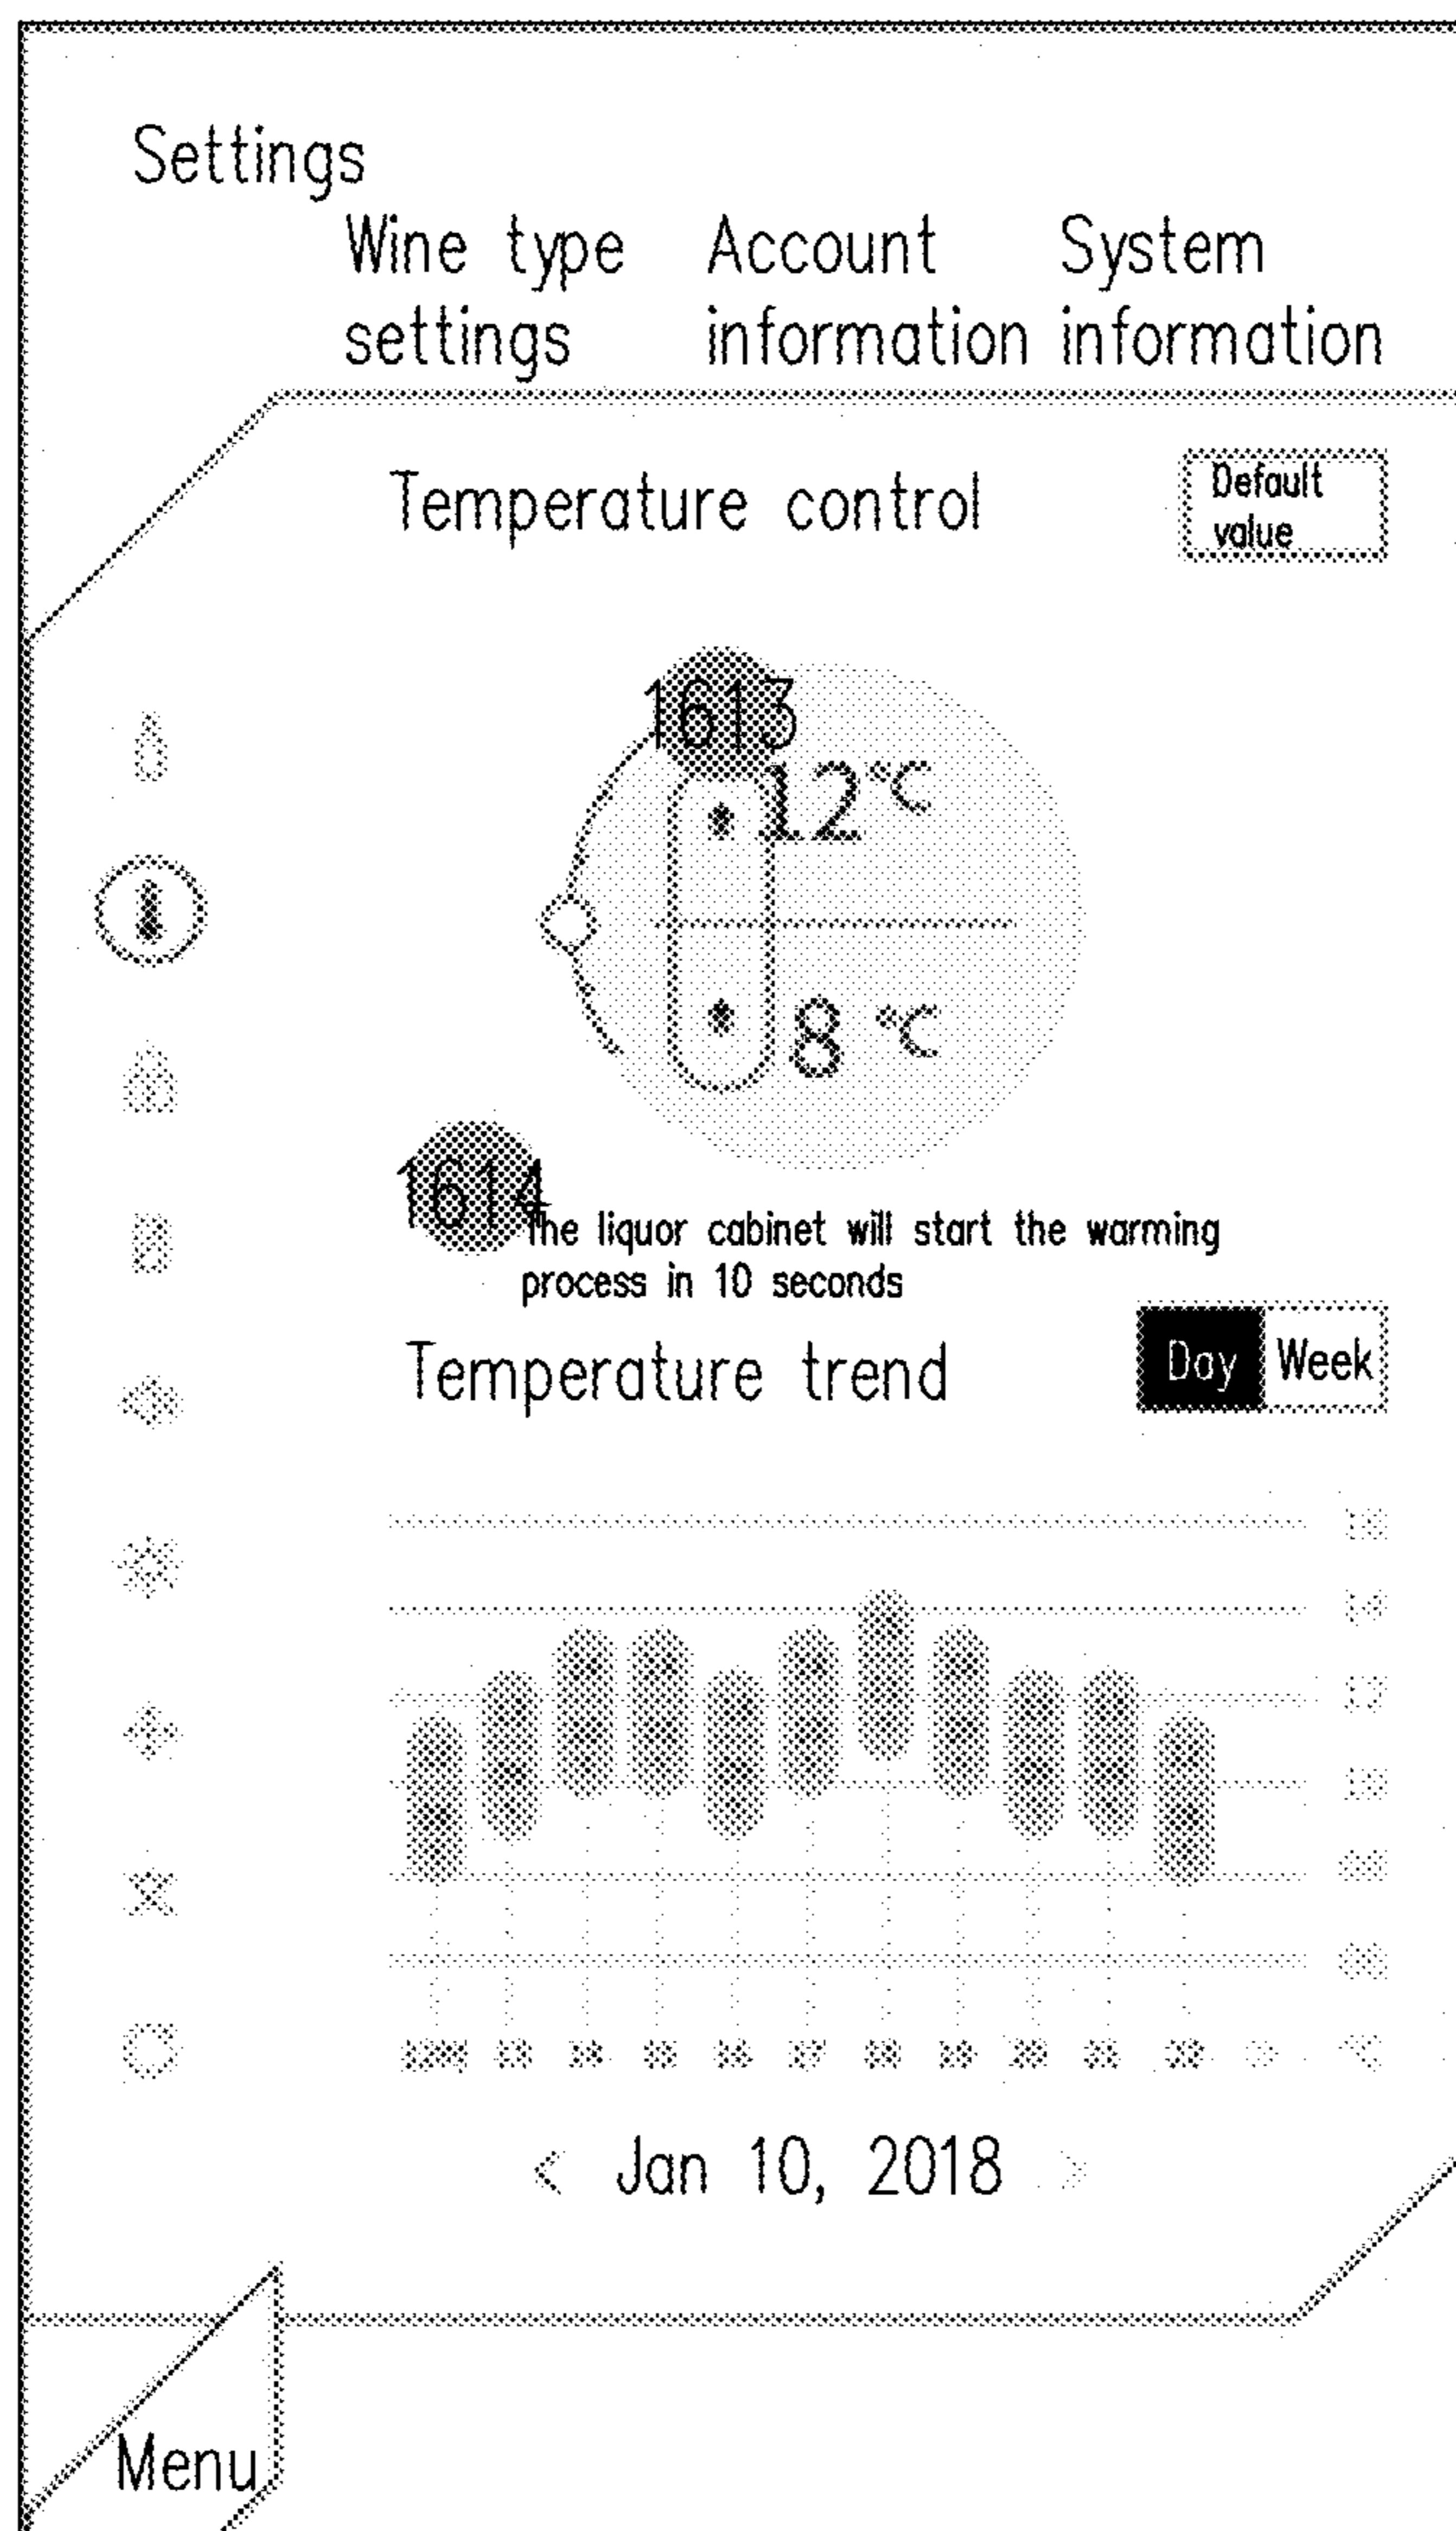 Settings
Wine type settings
Account information
System information
Temperature control
Default
value
1613
12°C
8 °C
1614
The liquor cabinet will start the warming
process in 10 seconds
Temperature trend
Day Week
14
< Jan 10, 2018 >
Menu